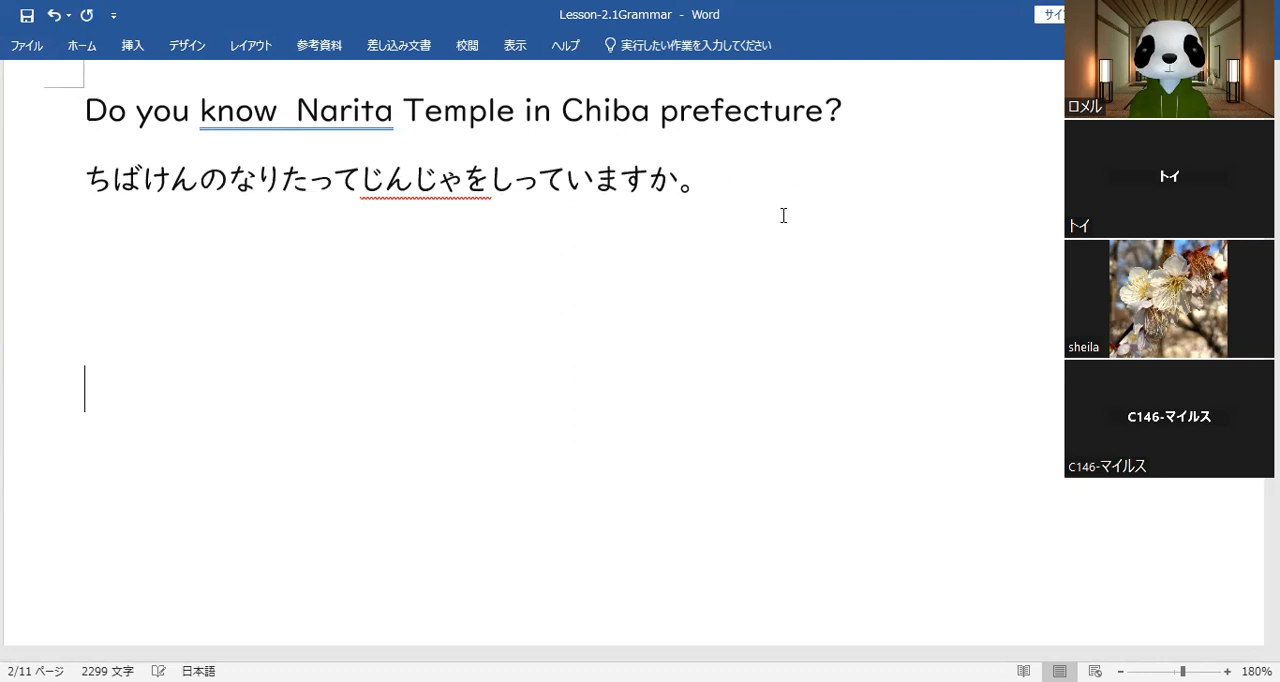 Lesson-2.1Grammar - Word
サイ
ファイル ホーム 挿入 デザイン レイアウト 参考資料 差し込み文書 校閲 表示 ヘルプ 実行したい作業を入力してください
Do you know Narita Temple in Chiba prefecture?
ちばけんのなりたってじんじゃをしっていますか。
ロメル
トイ
トイ
sheila
C146-マイルス
C146-マイルス
2/11 ページ 2299 文字 日本語 180%